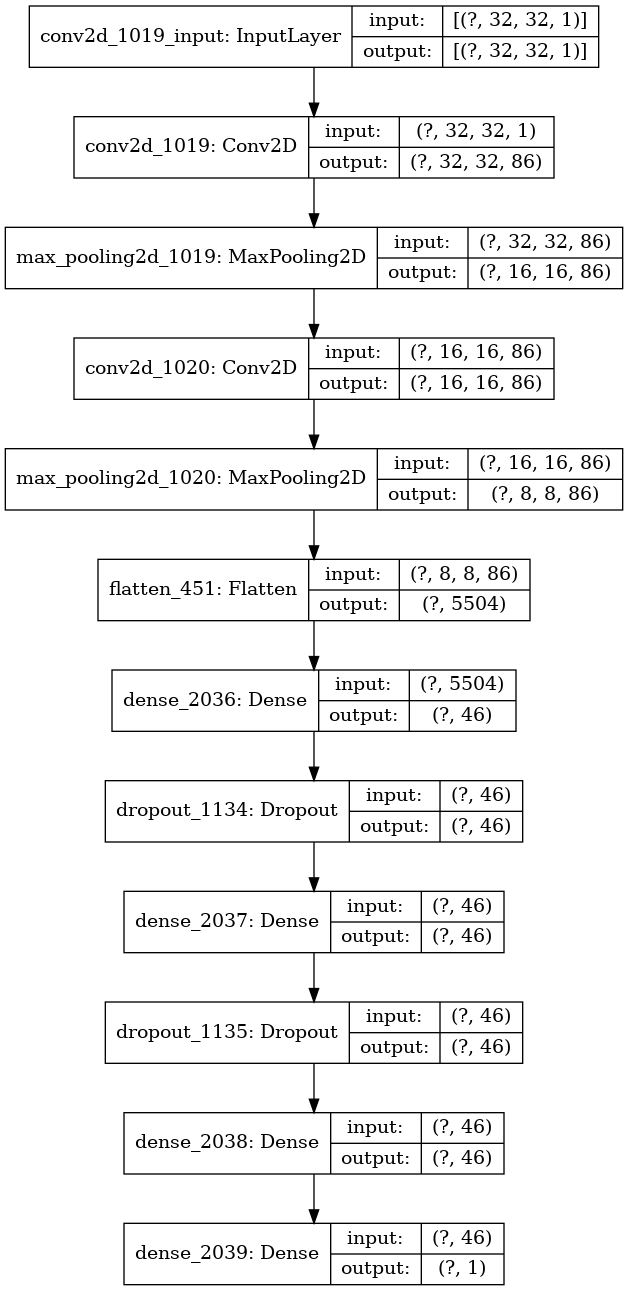 conv2d_1019_input: InputLayer
input: [(?, 32, 32, 1)]
output: [(?, 32, 32, 1)]
conv2d_1019: Conv2D
input: (?, 32, 32, 1)
output: (?, 32, 32, 86)
max_pooling2d_1019: MaxPooling2D
input: (?, 32, 32, 86)
output: (?, 16, 16, 86)
conv2d_1020: Conv2D
input: (?, 16, 16, 86)
output: (?, 16, 16, 86)
max_pooling2d_1020: MaxPooling2D
input: (?, 16, 16, 86)
output: (?, 8, 8, 86)
flatten_451: Flatten
input: (?, 8, 8, 86)
output: (?, 5504)
dense_2036: Dense
input: (?, 5504)
output: (?, 46)
dropout_1134: Dropout
input: (?, 46)
output: (?, 46)
dense_2037: Dense
input: (?, 46)
output: (?, 46)
dropout_1135: Dropout
input: (?, 46)
output: (?, 46)
dense_2038: Dense
input: (?, 46)
output: (?, 46)
dense_2039: Dense
input: (?, 46)
output: (?, 1)